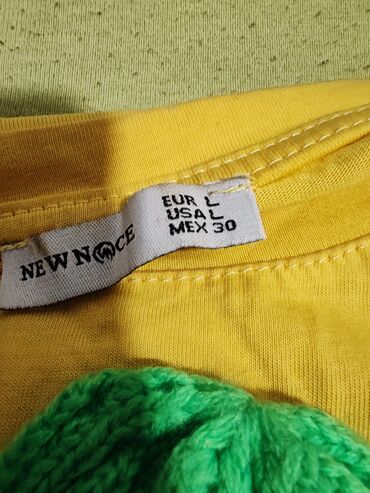 NEW NOCE
EUR L
USA L
MEX 30